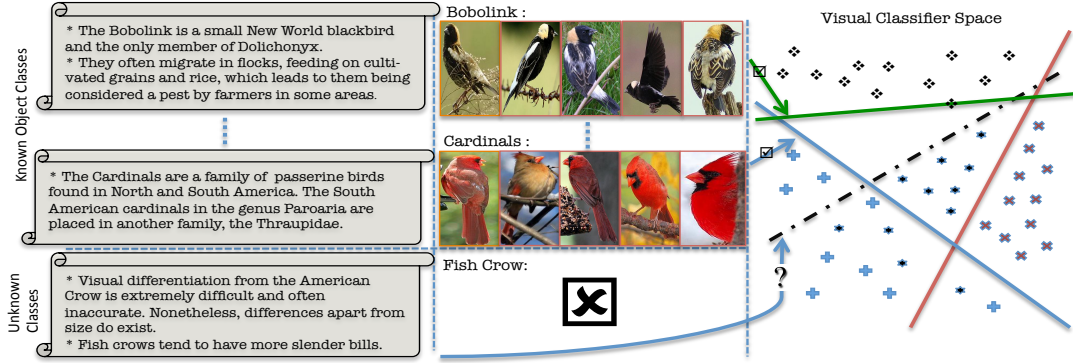 Known Object Classes
* The Bobolink is a small New World blackbird
and the only member of Dolichonyx.
* They often migrate in flocks, feeding on culti-
vated grains and rice, which leads to them being
considered a pest by farmers in some areas.
* The Cardinals are a family of passerine birds
found in North and South America. The South
American cardinals in the genus Paroaria are
placed in another family, the Thraupidae.
Unknown
Classes
* Visual differentiation from the American
Crow is extremely difficult and often
inaccurate. Nonetheless, differences apart from
size do exist.
* Fish crows tend to have more slender bills.
Bobolink :
Cardinals :
Fish Crow:
Visual Classifier Space
?